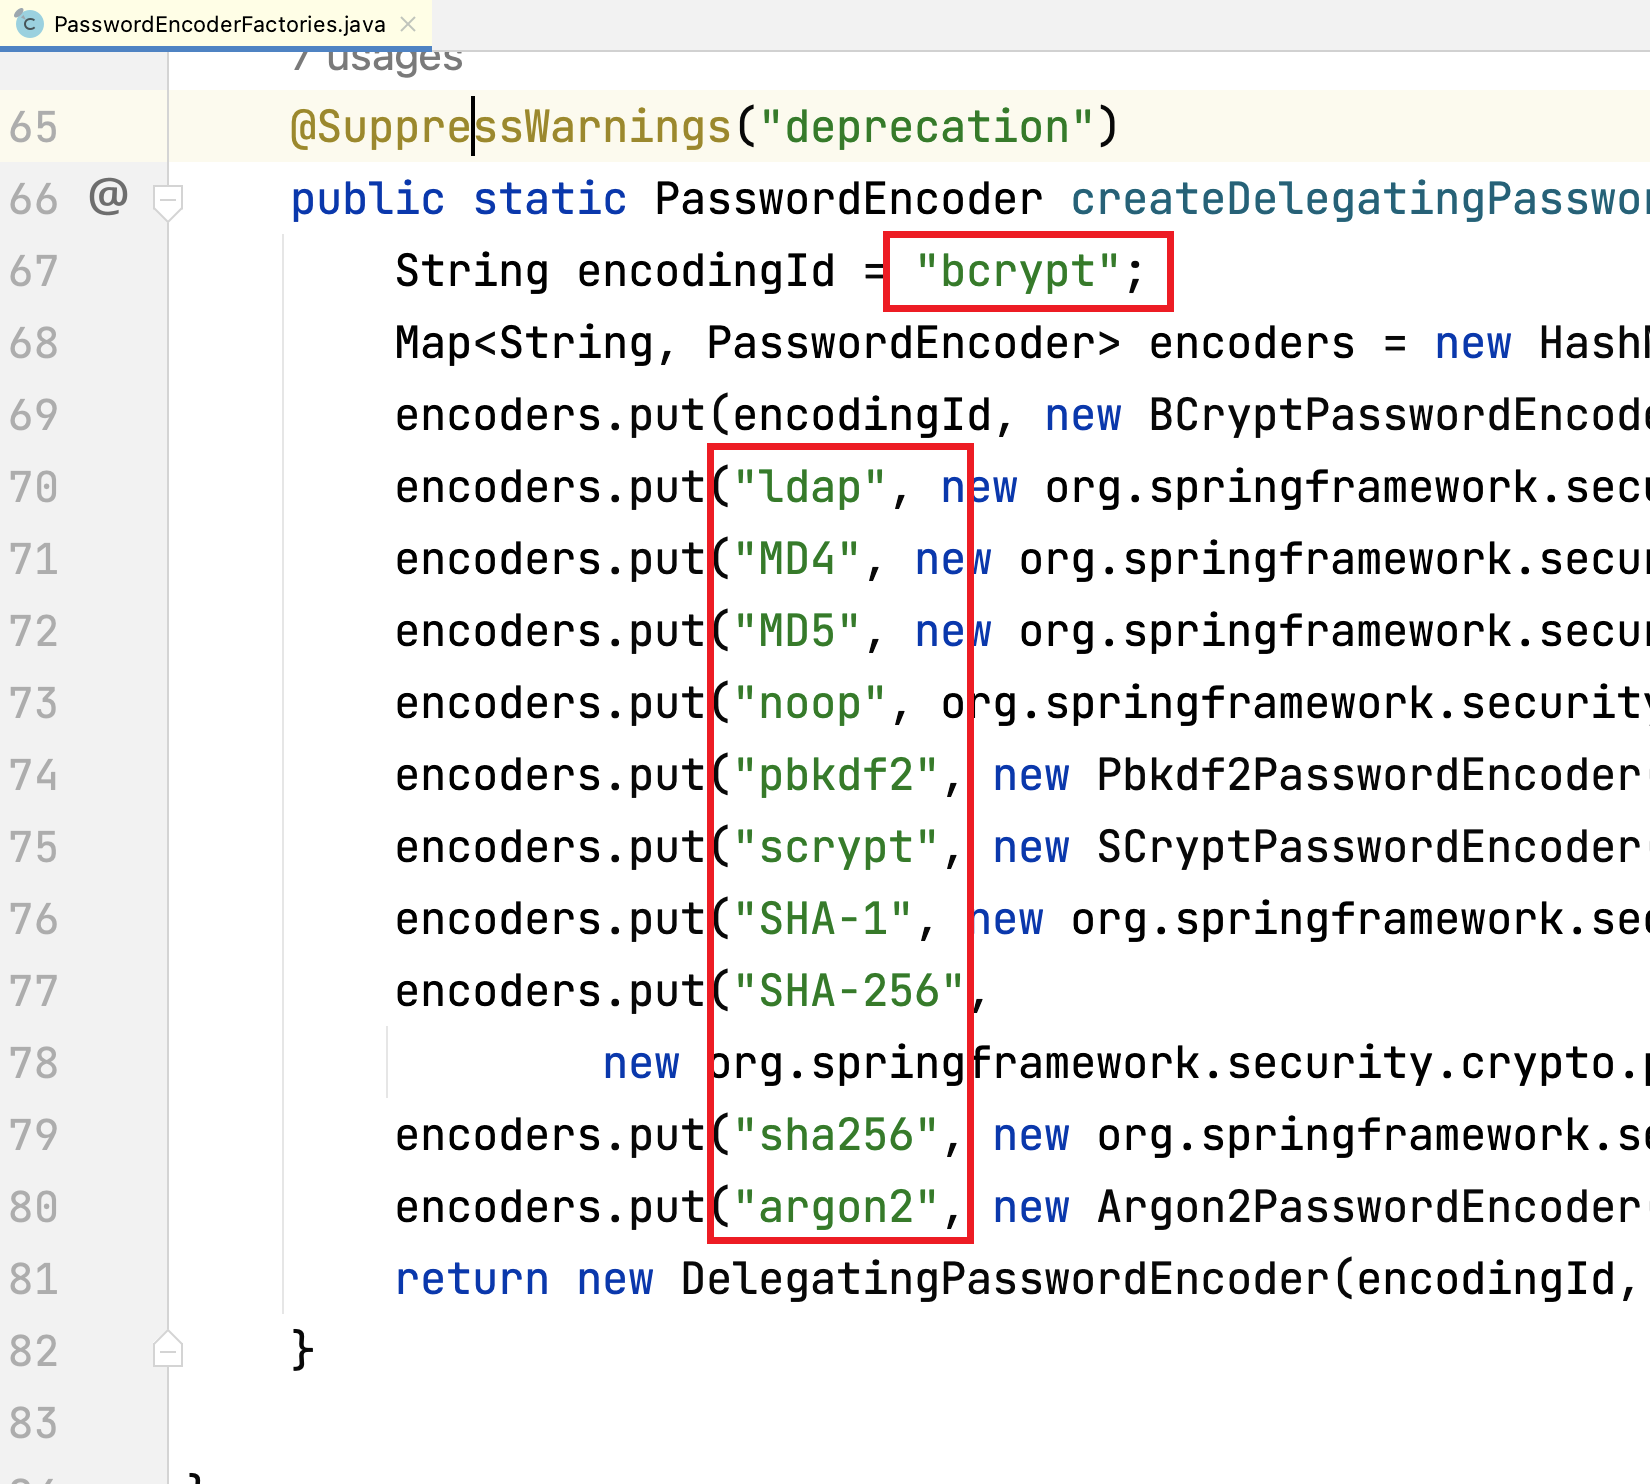 PasswordEncoderFactories.java
7 usages
65 @SuppressWarnings("deprecation")
66 @ public static PasswordEncoder createDelegatingPasswor
67 String encodingId = "bcrypt";
68 Map<String, PasswordEncoder> encoders = new Hash
69 encoders.put(encodingId, new BCryptPasswordEncode
70 encoders.put("ldap", new org.springframework.secu
71 encoders.put("MD4", new org.springframework.secur
72 encoders.put("MD5", new org.springframework.secur
73 encoders.put("noop", org.springframework.security
74 encoders.put("pbkdf2", new Pbkdf2PasswordEncoder(
75 encoders.put("scrypt", new SCryptPasswordEncoder(
76 encoders.put("SHA-1", new org.springframework.sec
77 encoders.put("SHA-256",
78 new org.springframework.security.crypto.p
79 encoders.put("sha256", new org.springframework.se
80 encoders.put("argon2", new Argon2PasswordEncoder(
81 return new DelegatingPasswordEncoder(encodingId,
82 }
83